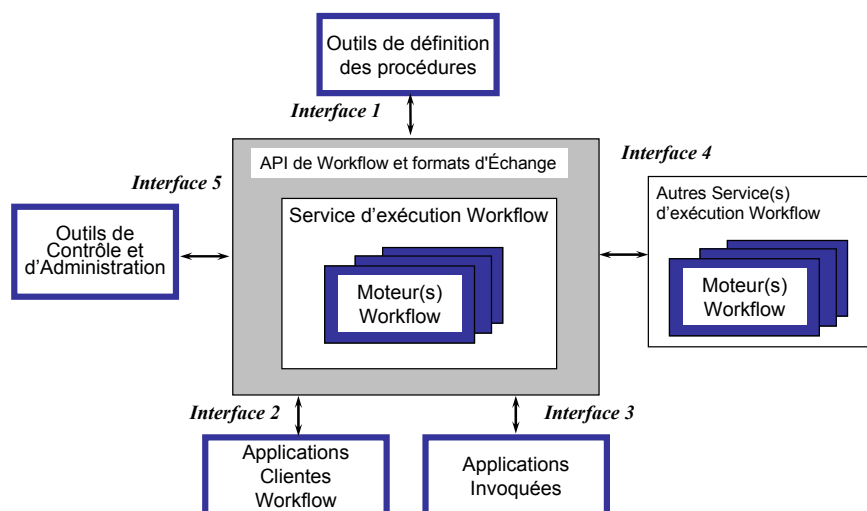 Outils de définition
des procédures
Interface 1
API de Workflow et formats d'Échange
Interface 4
Interface 5
Service d'exécution Workflow
Autres Service(s)
d'exécution Workflow
Outils de
Contrôle et
d'Administration
Moteur(s)
Workflow
Moteur(s)
Workflow
Interface 2
Interface 3
Applications
Clientes
Workflow
Applications
Invoquées